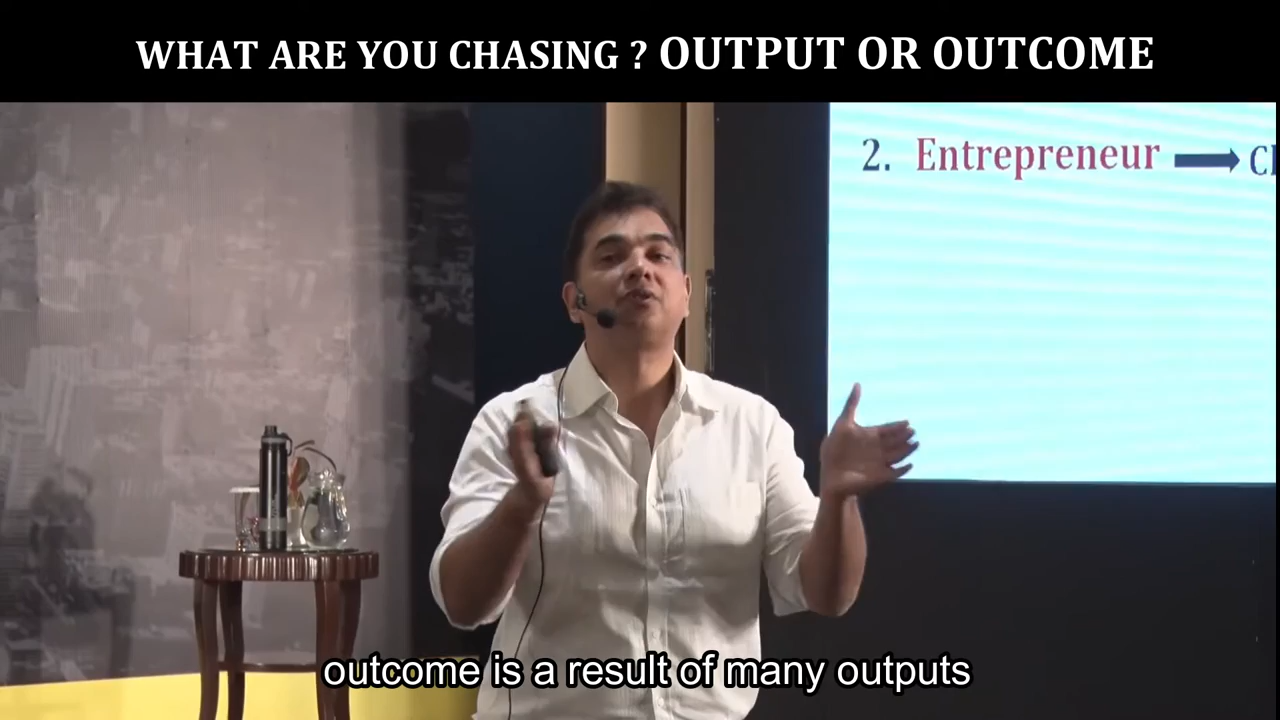 WHAT ARE YOU CHASING ? OUTPUT OR OUTCOME
2. Entrepreneur
outcome is a result of many outputs